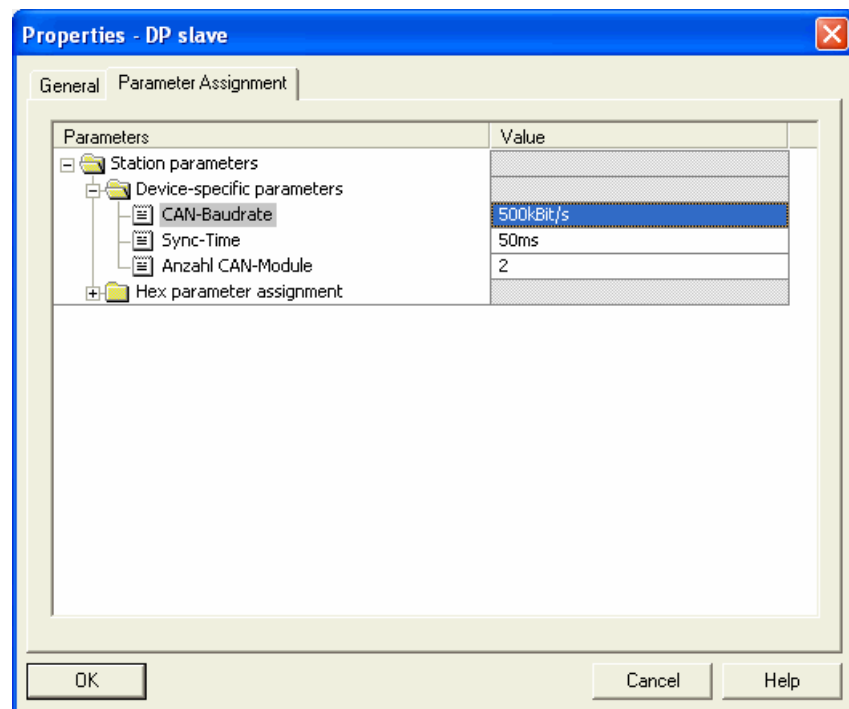 Properties - DP slave
General Parameter Assignment
Parameters Value
Station parameters
Device-specific parameters
CAN-Baudrate 500kBit/s
Sync-Time 50ms
Anzahl CAN-Module 2
Hex parameter assignment
OK Cancel Help